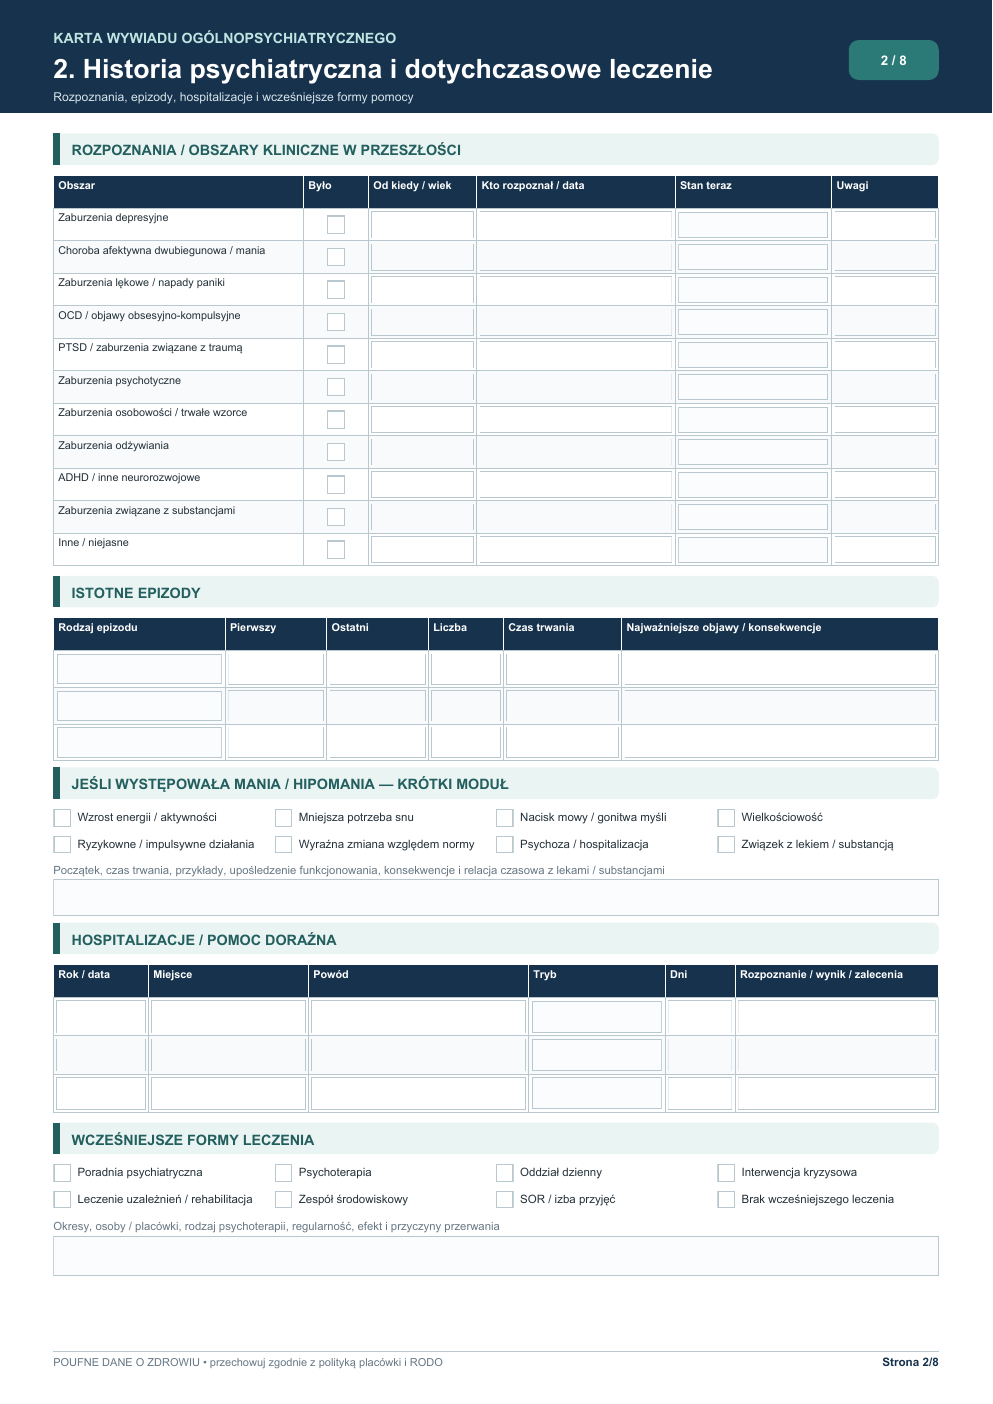 KARTA WYWIADU OGÓLNOPSYCHIATRYCZNEGO
2. Historia psychiatryczna i dotychczasowe leczenie
2 / 8
Rozpoznania, epizody, hospitalizacje i wcześniejsze formy pomocy
ROZPOZNANIA / OBSZARY KLINICZNE W PRZESZŁOŚCI
Obszar Było Od kiedy / wiek Kto rozpoznał / data Stan teraz Uwagi
Zaburzenia depresyjne
Choroba afektywna dwubiegunowa / mania
Zaburzenia lękowe / napady paniki
OCD / objawy obsesyjno-kompulsyjne
PTSD / zaburzenia związane z traumą
Zaburzenia psychotyczne
Zaburzenia osobowości / trwałe wzorce
Zaburzenia odżywiania
ADHD / inne neurorozwojowe
Zaburzenia związane z substancjami
Inne / niejasne
ISTOTNE EPIZODY
Rodzaj epizodu Pierwszy Ostatni Liczba Czas trwania Najważniejsze objawy / konsekwencje
JEŚLI WYSTĘPOWAŁA MANIA / HIPOMANIA — KRÓTKI MODUŁ
Wzrost energii / aktywności Mniejsza potrzeba snu Nacisk mowy / gonitwa myśli Wielkościowość
Ryzykowne / impulsywne działania Wyraźna zmiana względem normy Psychoza / hospitalizacja Związek z lekiem / substancją
Początek, czas trwania, przykłady, upośledzenie funkcjonowania, konsekwencje i relacja czasowa z lekami / substancjami
HOSPITALIZACJE / POMOC DORAŹNA
Rok / data Miejsce Powód Tryb Dni Rozpoznanie / wynik / zalecenia
WCZEŚNIEJSZE FORMY LECZENIA
Poradnia psychiatryczna Psychoterapia Oddział dzienny Interwencja kryzysowa
Leczenie uzależnień / rehabilitacja Zespół środowiskowy SOR / izba przyjęć Brak wcześniejszego leczenia
Okresy, osoby / placówki, rodzaj psychoterapii, regularność, efekt i przyczyny przerwania
POUFNE DANE O ZDROWIU • przechowuj zgodnie z polityką placówki i RODO
Strona 2/8